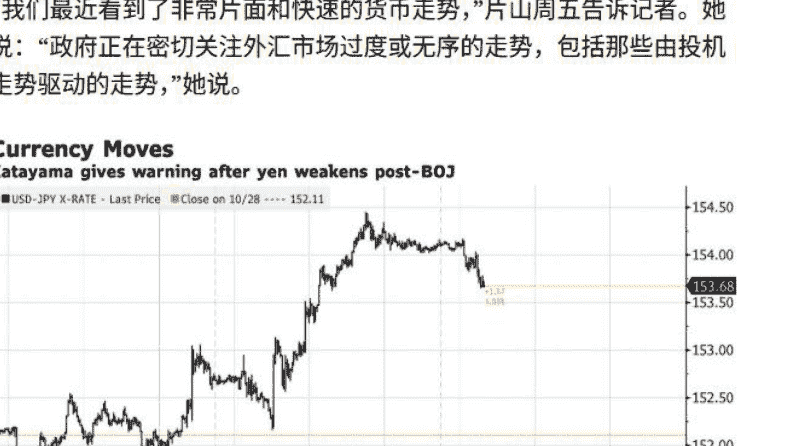 我们最近看到了非常片面和快速的货币走势，”片山周五告诉记者。她
说：“政府正在密切关注外汇市场过度或无序的走势，包括那些由投机
走势驱动的走势，”她说。
Currency Moves
Katayama gives warning after yen weakens post-BOJ
USD-JPY X-RATE - Last Price Close on 10/28 ---- 152.11
154.50
154.00
153.68
153.50
153.00
152.50
152.00